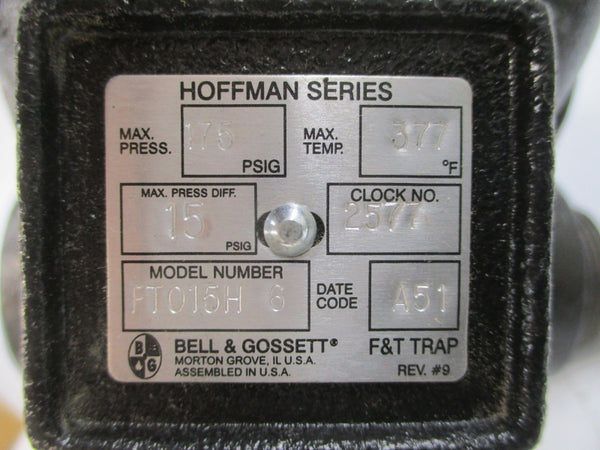 HOFFMAN SERIES
MAX. PRESS. 175 PSIG
MAX. TEMP. 377 °F
MAX. PRESS DIFF. 15 PSIG
CLOCK NO. 2577
MODEL NUMBER FT015H 6
DATE CODE A51
B G
BELL & GOSSETT®
MORTON GROVE, IL U.S.A.
ASSEMBLED IN U.S.A.
F&T TRAP
REV. #9